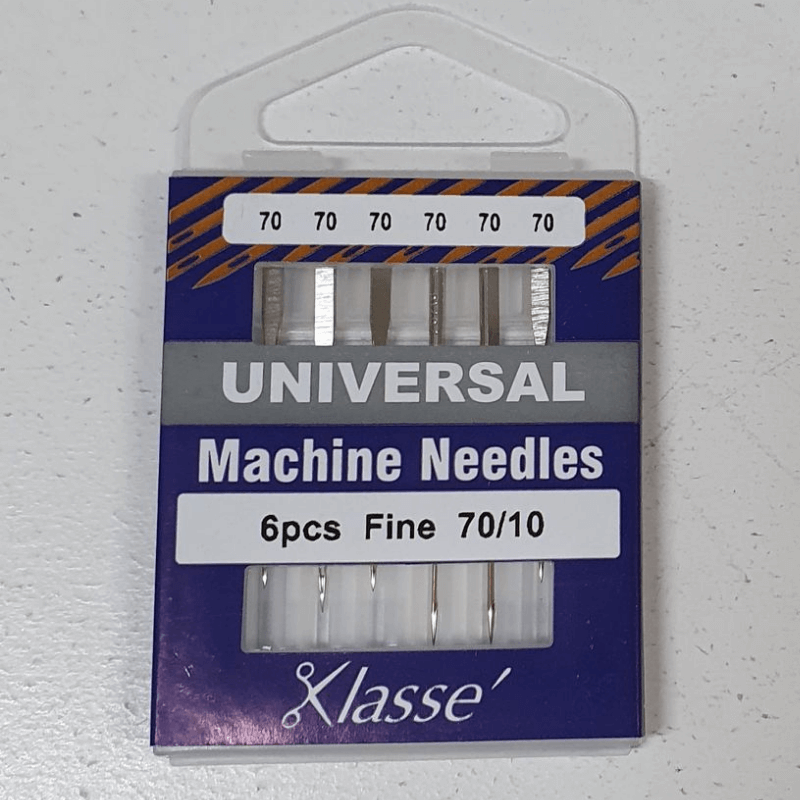 70 70 70 70 70 70
UNIVERSAL
Machine Needles
6pcs Fine 70/10
Klasse´